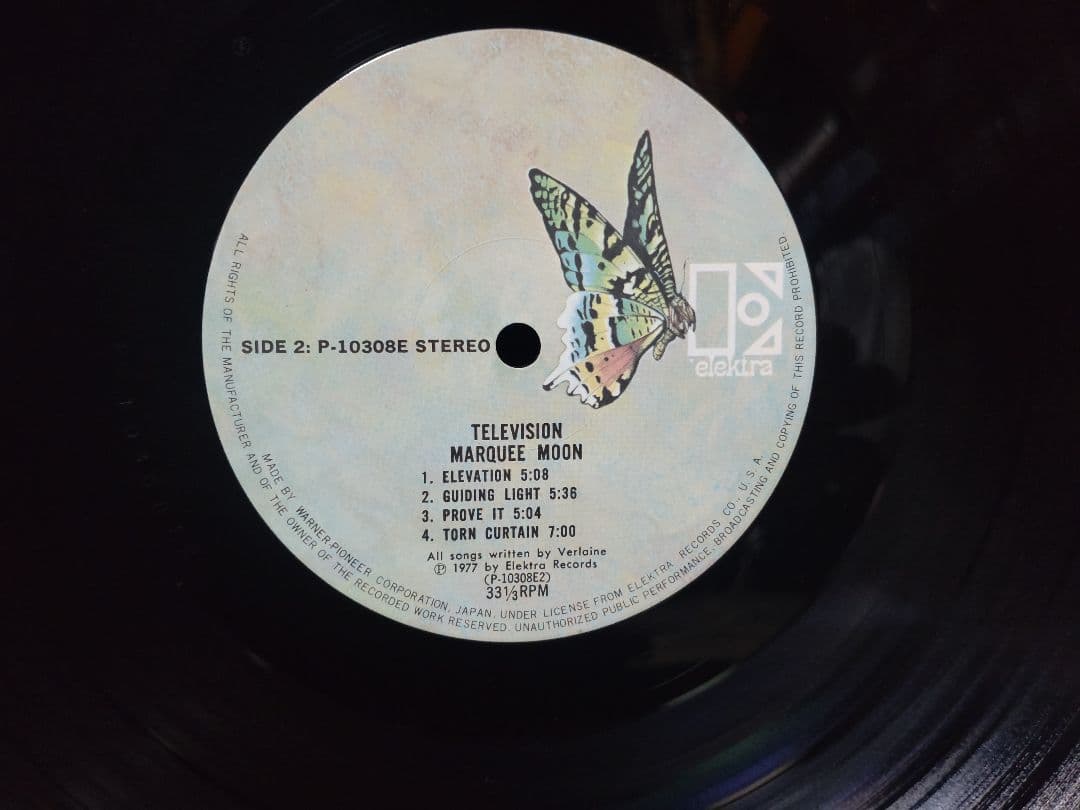 elektra
SIDE 2: P-10308E STEREO
TELEVISION
MARQUEE MOON
1. ELEVATION 5:08
2. GUIDING LIGHT 5:36
3. PROVE IT 5:04
4. TORN CURTAIN 7:00
All songs written by Verlaine
℗ 1977 by Elektra Records
(P-10308E2)
33⅓RPM
MADE BY WARNER-PIONEER CORPORATION, JAPAN, UNDER LICENSE FROM ELEKTRA RECORDS CO., U.S.A.
ALL RIGHTS OF THE MANUFACTURER AND OF THE OWNER OF THE RECORDED WORK RESERVED. UNAUTHORIZED PUBLIC PERFORMANCE, BROADCASTING AND COPYING OF THIS RECORD PROHIBITED.